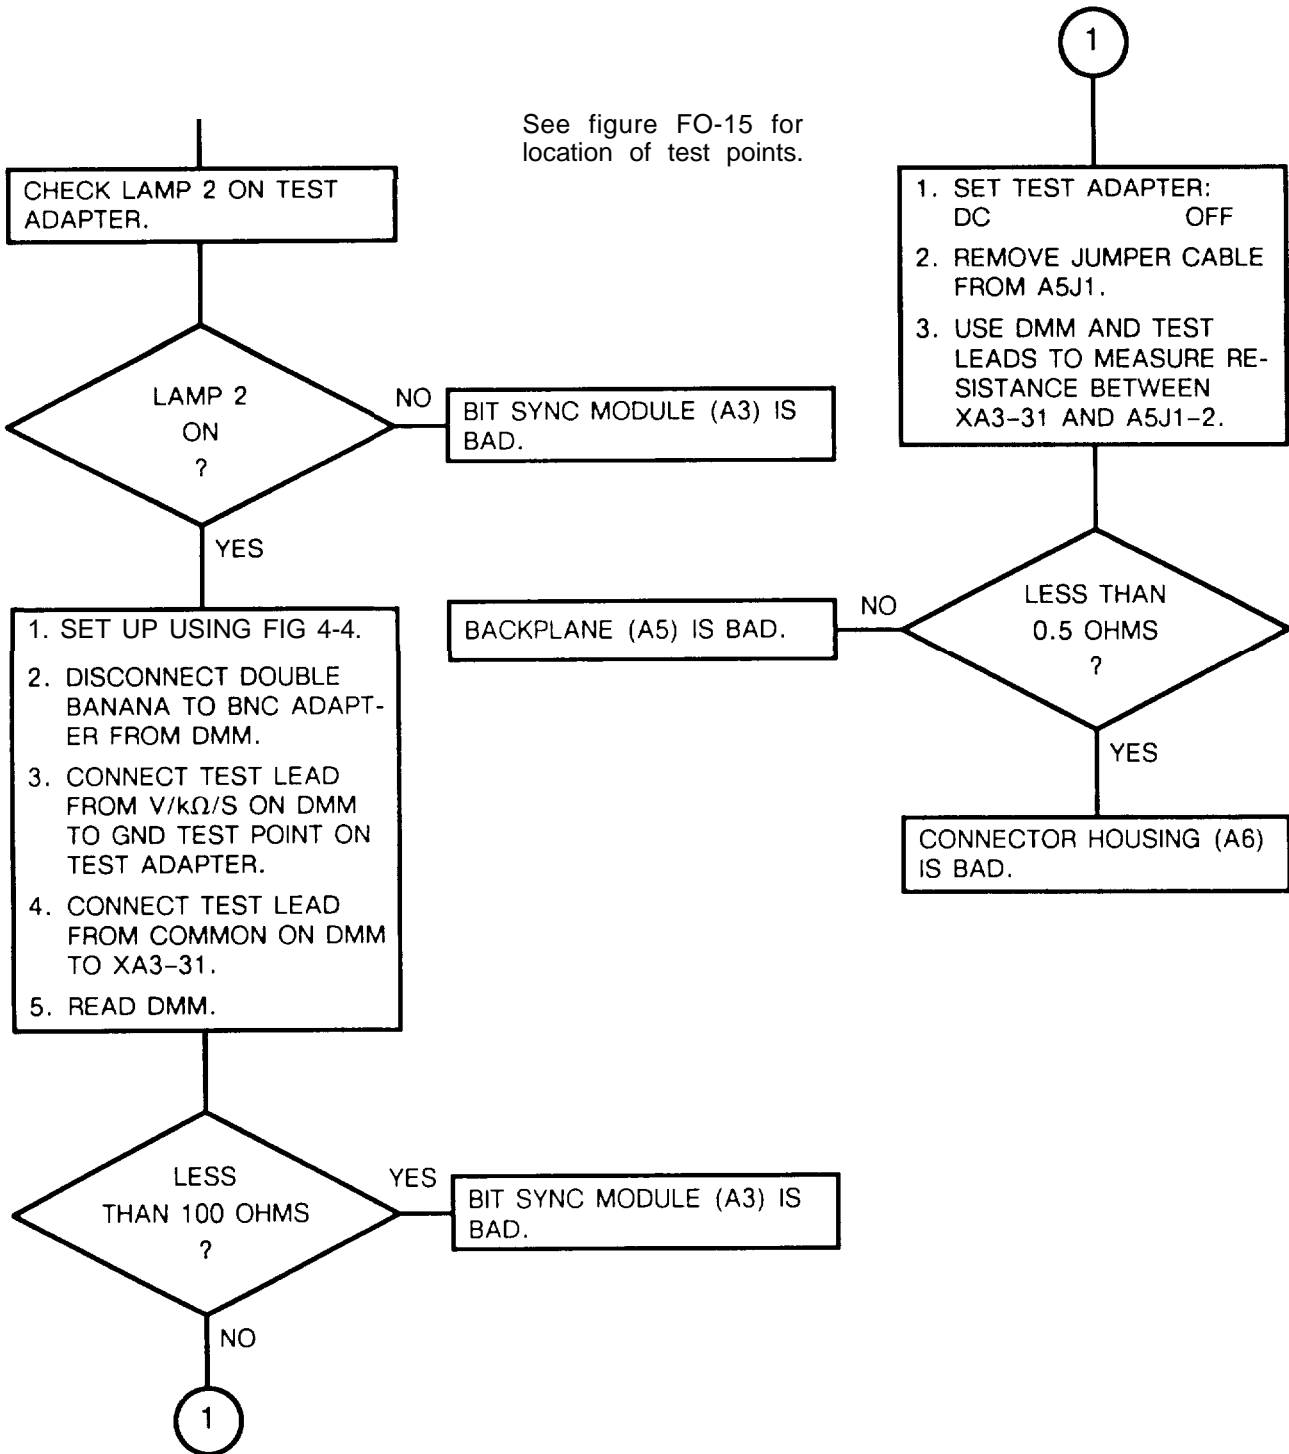 See figure FO-15 for
location of test points.
CHECK LAMP 2 ON TEST
ADAPTER.
LAMP 2
ON
?
NO
BIT SYNC MODULE (A3) IS
BAD.
YES
1. SET UP USING FIG 4-4.
2. DISCONNECT DOUBLE
BANANA TO BNC ADAPT-
ER FROM DMM.
3. CONNECT TEST LEAD
FROM V/kΩ/S ON DMM
TO GND TEST POINT ON
TEST ADAPTER.
4. CONNECT TEST LEAD
FROM COMMON ON DMM
TO XA3-31.
5. READ DMM.
LESS
THAN 100 OHMS
?
YES
BIT SYNC MODULE (A3) IS
BAD.
NO
1
1
1. SET TEST ADAPTER:
DC OFF
2. REMOVE JUMPER CABLE
FROM A5J1.
3. USE DMM AND TEST
LEADS TO MEASURE RE-
SISTANCE BETWEEN
XA3-31 AND A5J1-2.
LESS THAN
0.5 OHMS
?
NO
BACKPLANE (A5) IS BAD.
YES
CONNECTOR HOUSING (A6)
IS BAD.